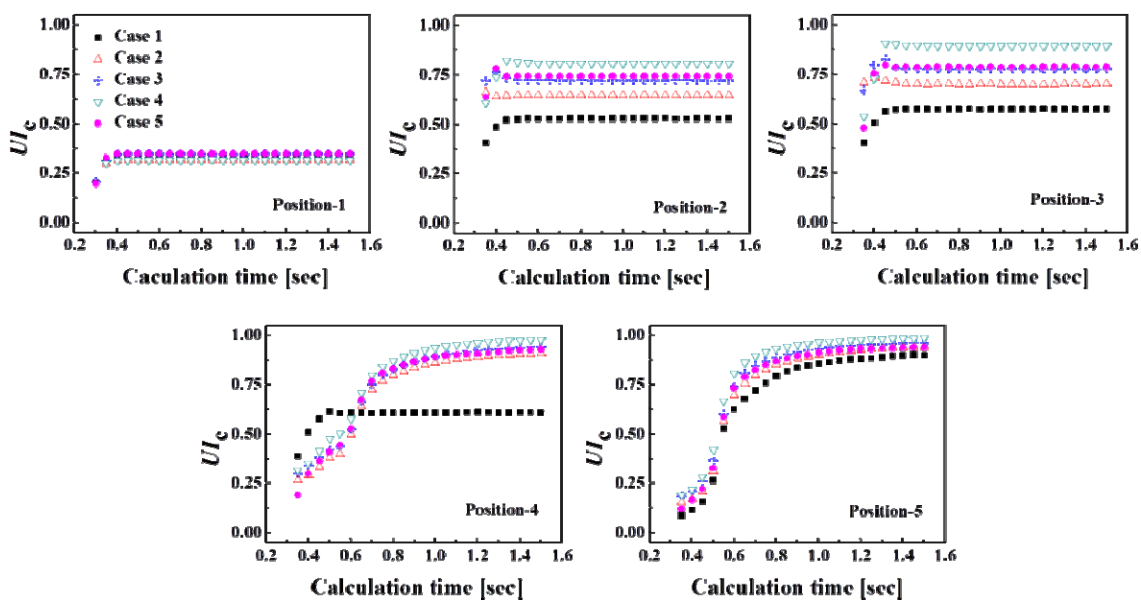 1.00
0.75
0.50
0.25
0.00
UIc
Case 1
Case 2
Case 3
Case 4
Case 5
Position-1
0.2 0.4 0.6 0.8 1.0 1.2 1.4 1.6
Caculation time [sec]
1.00
0.75
0.50
0.25
0.00
UIc
Position-2
0.2 0.4 0.6 0.8 1.0 1.2 1.4 1.6
Calculation time [sec]
1.00
0.75
0.50
0.25
0.00
UIc
Position-3
0.2 0.4 0.6 0.8 1.0 1.2 1.4 1.6
Calculation time [sec]
1.00
0.75
0.50
0.25
0.00
UIc
Position-4
0.2 0.4 0.6 0.8 1.0 1.2 1.4 1.6
Calculation time [sec]
1.00
0.75
0.50
0.25
0.00
UIc
Position-5
0.2 0.4 0.6 0.8 1.0 1.2 1.4 1.6
Calculation time [sec]